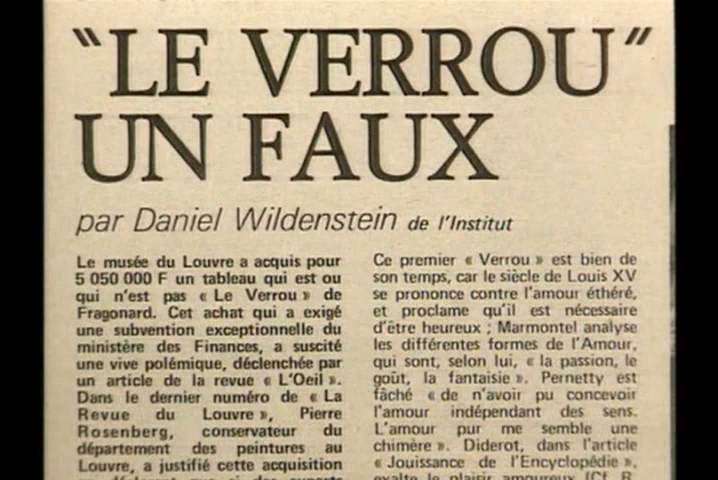 "LE VERROU"
UN FAUX
par Daniel Wildenstein de l'Institut
Le musée du Louvre a acquis pour
5 050 000 F un tableau qui est ou
qui n'est pas « Le Verrou » de
Fragonard. Cet achat qui a exigé
une subvention exceptionnelle du
ministère des Finances, a suscité
une vive polémique, déclenchée par
un article de la revue « L'Oeil ».
Dans le dernier numéro de « La
Revue du Louvre », Pierre
Rosenberg, conservateur du
département des peintures au
Louvre, a justifié cette acquisition
Ce premier « Verrou » est bien de
son temps, car le siècle de Louis XV
se prononce contre l'amour éthéré,
et proclame qu'il est nécessaire
d'être heureux ; Marmontel analyse
les différentes formes de l'Amour,
qui sont, selon lui, « la passion, le
goût, la fantaisie ». Pernetty est
fâché « de n'avoir pu concevoir
l'amour indépendant des sens.
L'amour pur me semble une
chimère ». Diderot, dans l'article
« Jouissance de l'Encyclopédie »,
exalte le plaisir amoureux (Cf. R.